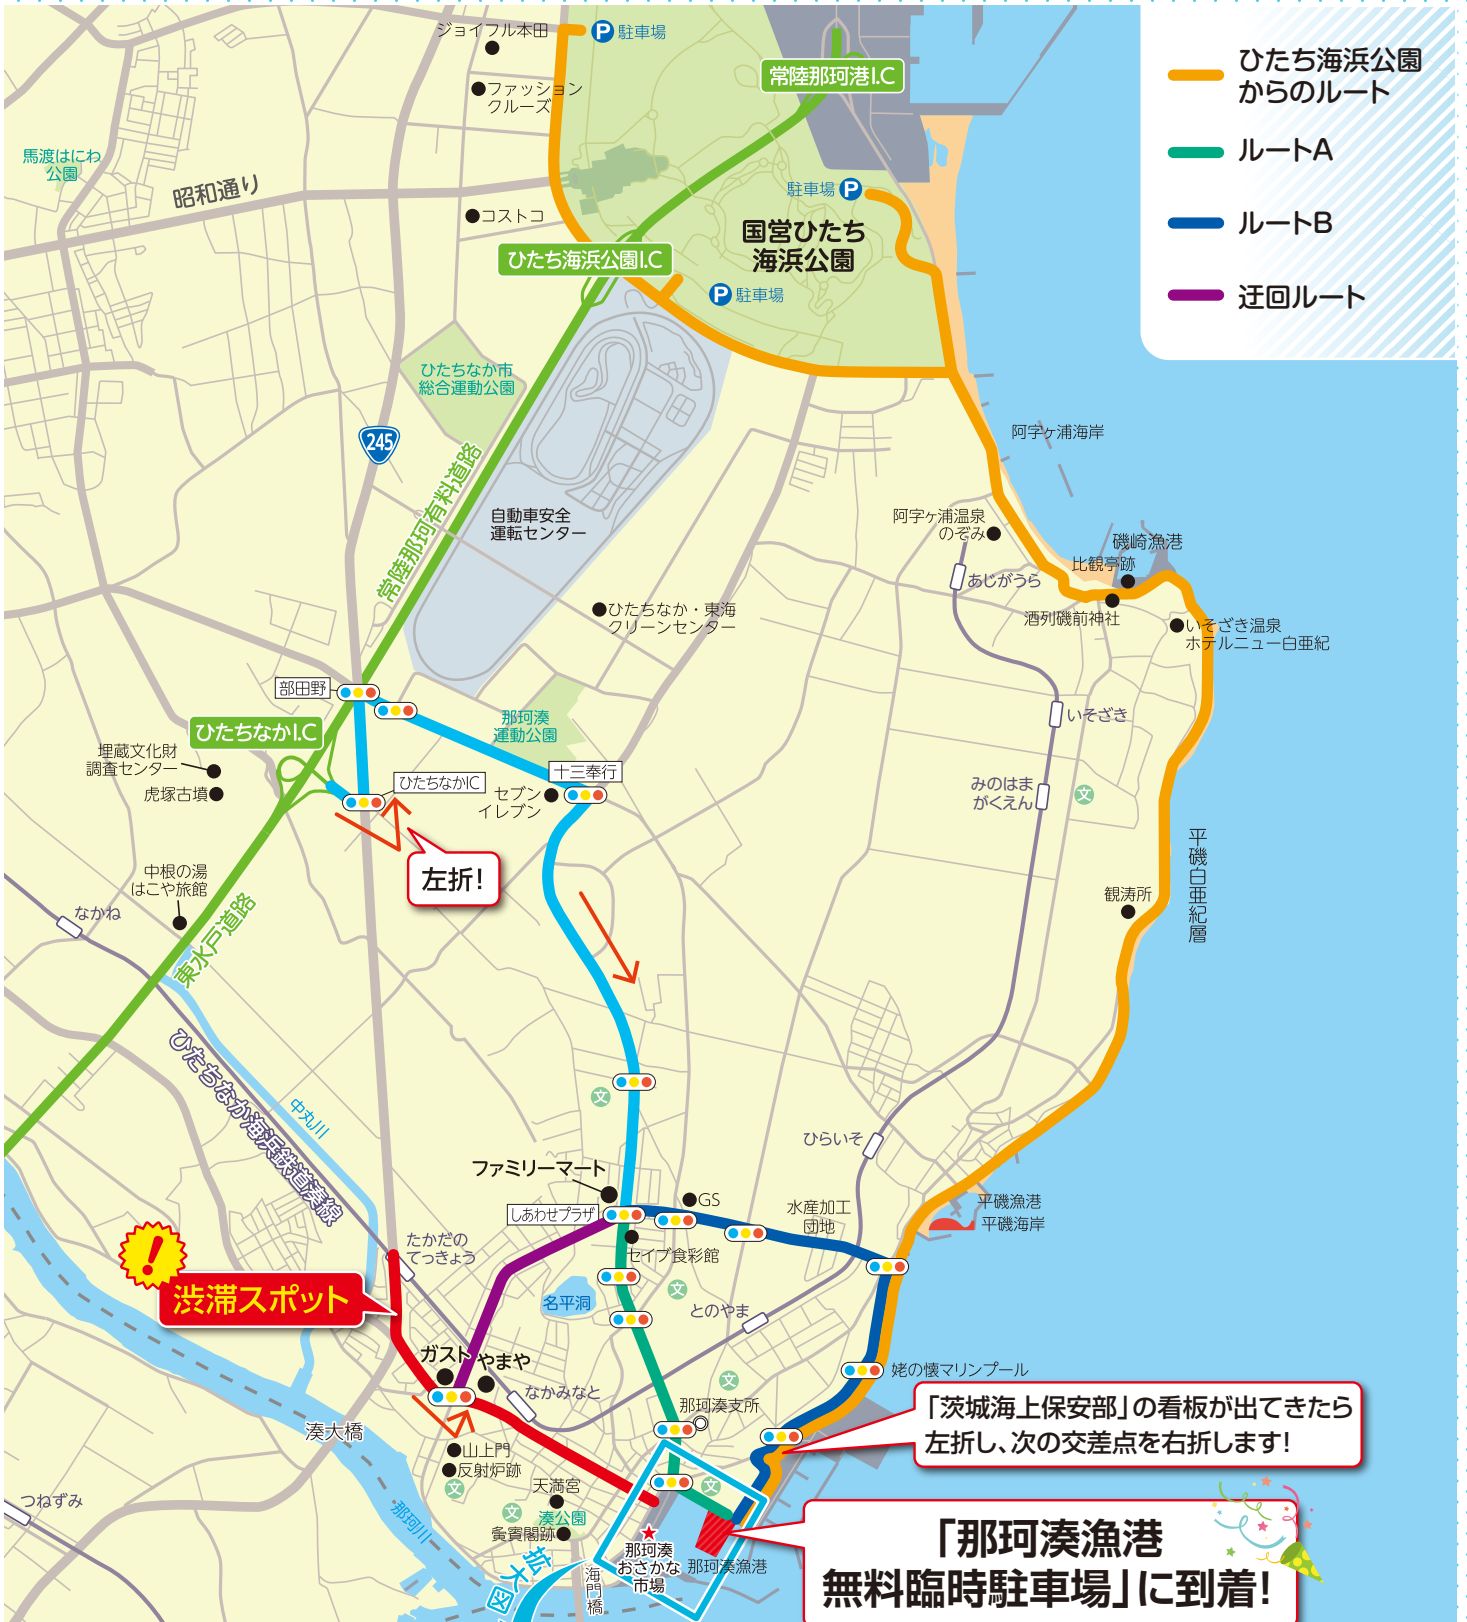 ジョイフル本田
P 駐車場
ファッション
クルーズ
常陸那珂港I.C
ひたち海浜公園
からのルート
ルートA
ルートB
迂回ルート
馬渡はにわ
公園
昭和通り
コストコ
駐車場 P
国営ひたち
海浜公園
ひたち海浜公園I.C
P 駐車場
ひたちなか市
総合運動公園
245
常陸那珂有料道路
自動車安全
運転センター
阿字ヶ浦海岸
阿字ヶ浦温泉
のぞみ
磯崎漁港
比観亭跡
あじがうら
酒列磯前神社
いそざき温泉
ホテルニュー白亜紀
ひたちなか・東海
クリーンセンター
部田野
ひたちなかI.C
那珂湊
運動公園
いそざき
埋蔵文化財
調査センター
虎塚古墳
ひたちなかIC
セブン
イレブン
十三奉行
みのはま
がくえん
文
左折!
平磯白亜紀層
中根の湯
はこや旅館
なかね
東水戸道路
観涛所
ひたちなか海浜鉄道湊線
中丸川
文
ひらいそ
ファミリーマート
しあわせプラザ
GS
水産加工
団地
平磯漁港
平磯海岸
たかだの
てっきょう
セイブ食彩館
!
渋滞スポット
名平洞
文
とのやま
ガスト
やまや
なかみなと
文
那珂湊支所
姥の懐マリンプール
「茨城海上保安部」の看板が出てきたら
左折し、次の交差点を右折します!
湊大橋
山上門
反射炉跡
文
天満宮
文
湊公園
文
つねずみ
那珂川
夤賓閣跡
拡大図
海門橋
那珂湊
おさかな
市場
那珂湊漁港
「那珂湊漁港
無料臨時駐車場」に到着!